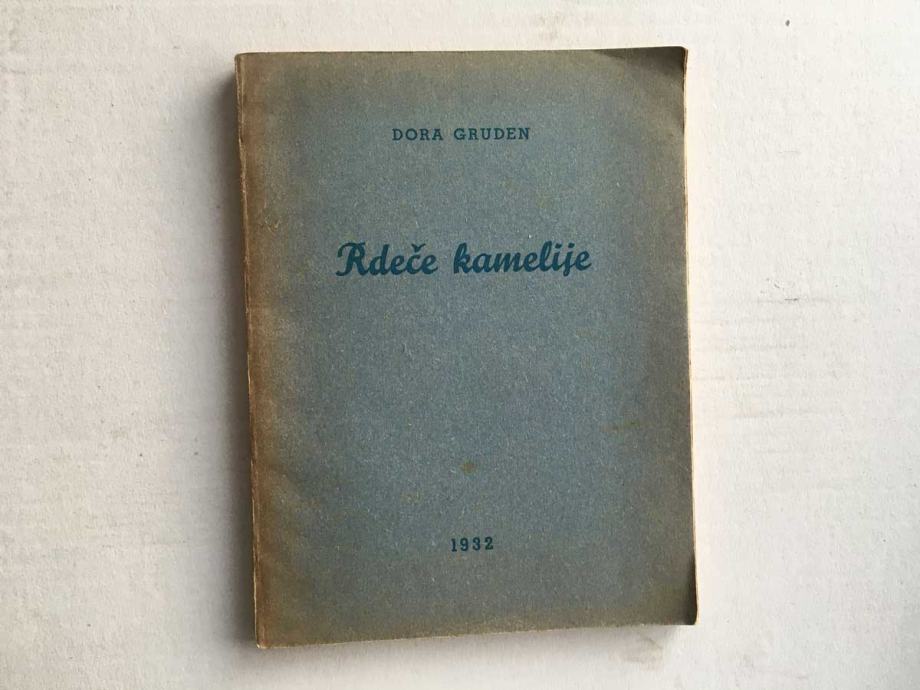 DORA GRUDEN
Rdeče kamelije
1932